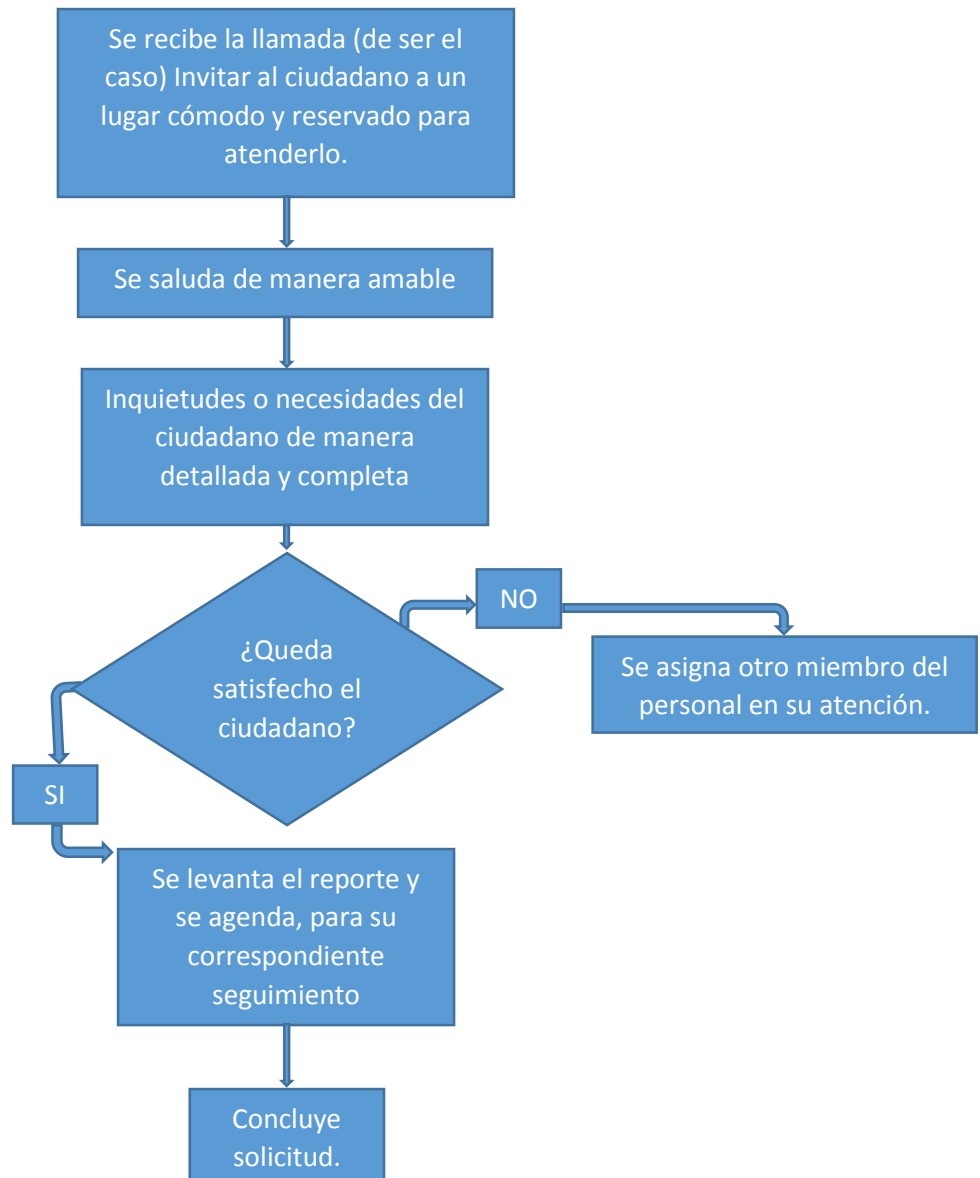 Se recibe la llamada (de ser el
caso) Invitar al ciudadano a un
lugar cómodo y reservado para
atenderlo.
Se saluda de manera amable
Inquietudes o necesidades del
ciudadano de manera
detallada y completa
¿Queda
satisfecho el
ciudadano?
NO
Se asigna otro miembro del
personal en su atención.
SI
Se levanta el reporte y
se agenda, para su
correspondiente
seguimiento
Concluye
solicitud.